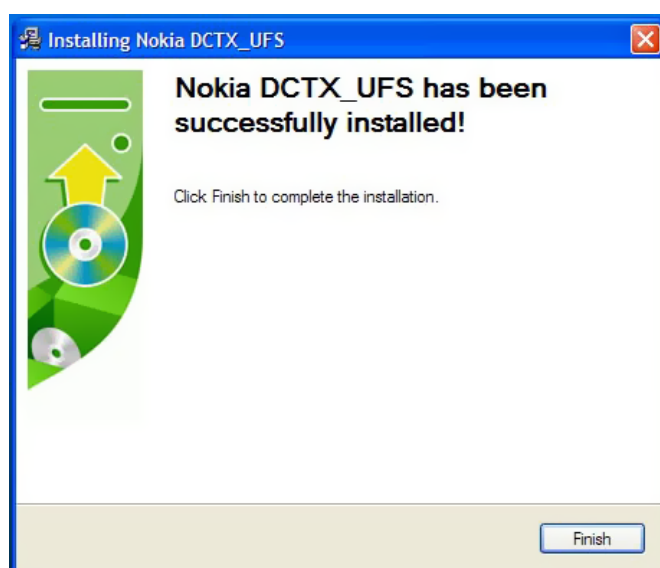 Installing Nokia DCTX_UFS
Nokia DCTX_UFS has been
successfully installed!
Click Finish to complete the installation.
Finish